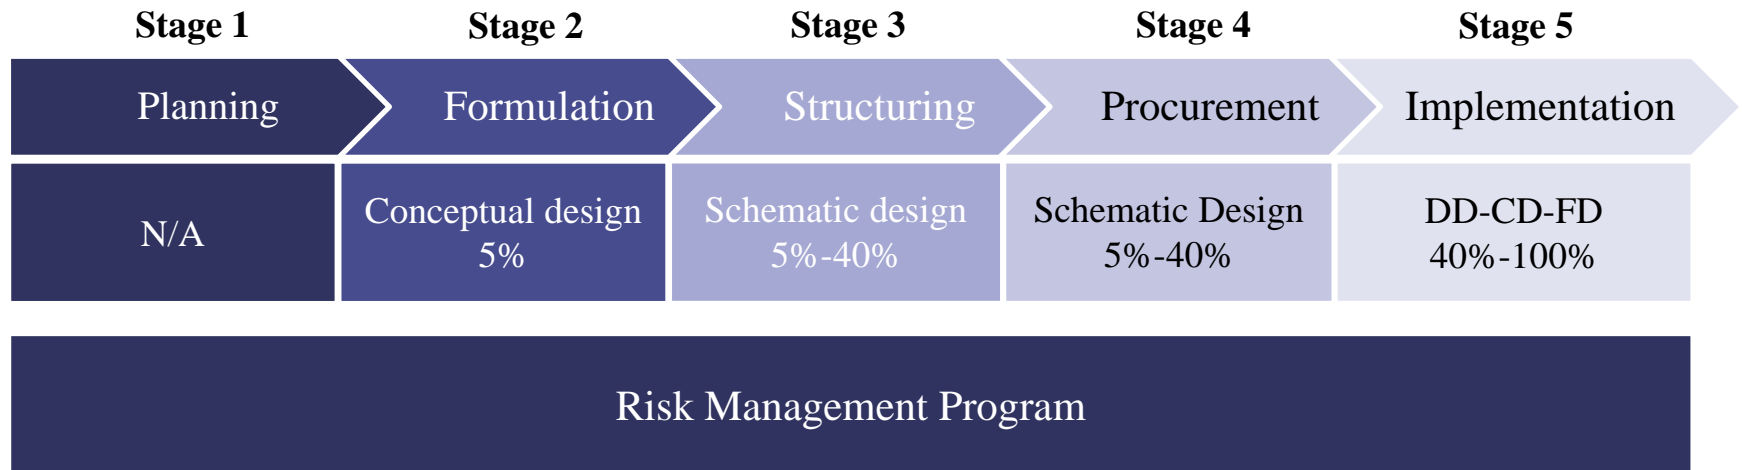 Stage 1
Stage 2
Stage 3
Stage 4
Stage 5
Planning
Formulation
Structuring
Procurement
Implementation
N/A
Conceptual design
5%
Schematic design
5%-40%
Schematic Design
5%-40%
DD-CD-FD
40%-100%
Risk Management Program